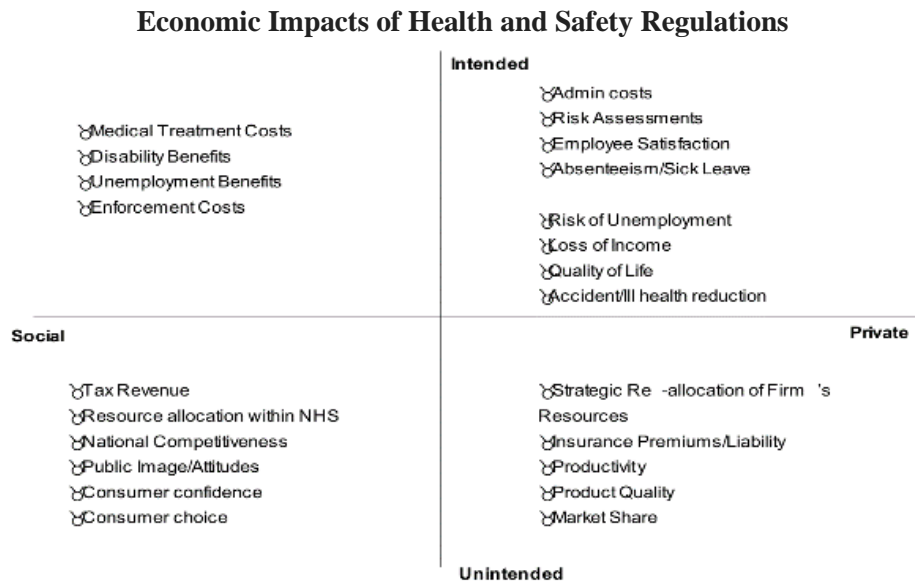 Economic Impacts of Health and Safety Regulations
Intended
Medical Treatment Costs
Disability Benefits
Unemployment Benefits
Enforcement Costs
Admin costs
Risk Assessments
Employee Satisfaction
Absenteeism/Sick Leave
Risk of Unemployment
Loss of Income
Quality of Life
Accident/Ill health reduction
Social
Private
Tax Revenue
Resource allocation within NHS
National Competitiveness
Public Image/Attitudes
Consumer confidence
Consumer choice
Strategic Re -allocation of Firm 's
Resources
Insurance Premiums/Liability
Productivity
Product Quality
Market Share
Unintended